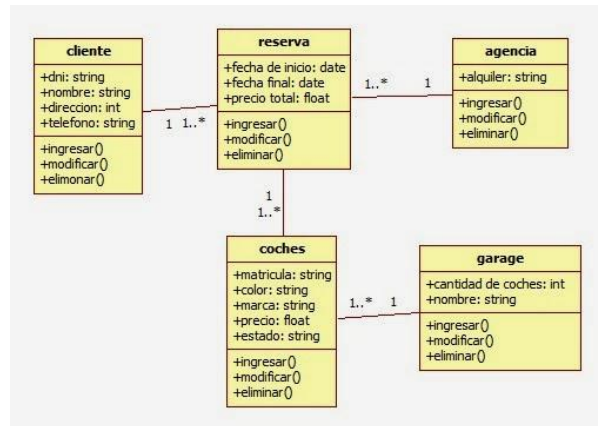 cliente
+dni: string
+nombre: string
+direccion: int
+telefono: string
+ingresar()
+modificar()
+elimonar()
1 1..*
reserva
+fecha de inicio: date
+fecha final: date
+precio total: float
+ingresar()
+modificar()
+eliminar()
1..* 1
agencia
+alquiler: string
+ingresar()
+modificar()
+eliminar()
1
1..*
coches
+matricula: string
+color: string
+marca: string
+precio: float
+estado: string
+ingresar()
+modificar()
+eliminar()
1..* 1
garage
+cantidad de coches: int
+nombre: string
+ingresar()
+modificar()
+eliminar()